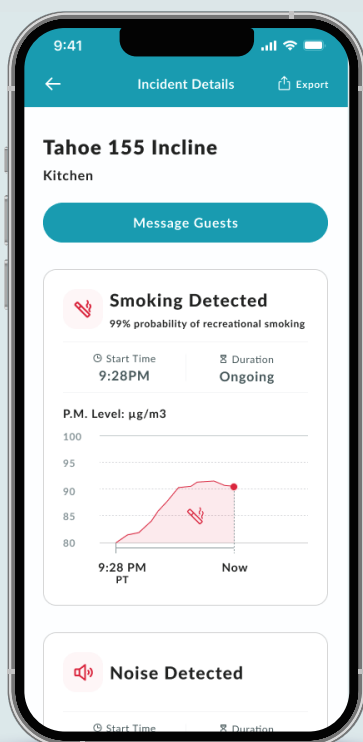 9:41
Incident Details
Export
Tahoe 155 Incline
Kitchen
Message Guests
Smoking Detected
99% probability of recreational smoking
Start Time
9:28PM
Duration
Ongoing
P.M. Level: µg/m3
100
95
90
85
80
9:28 PM
PT
Now
Noise Detected
Start Time
Duration